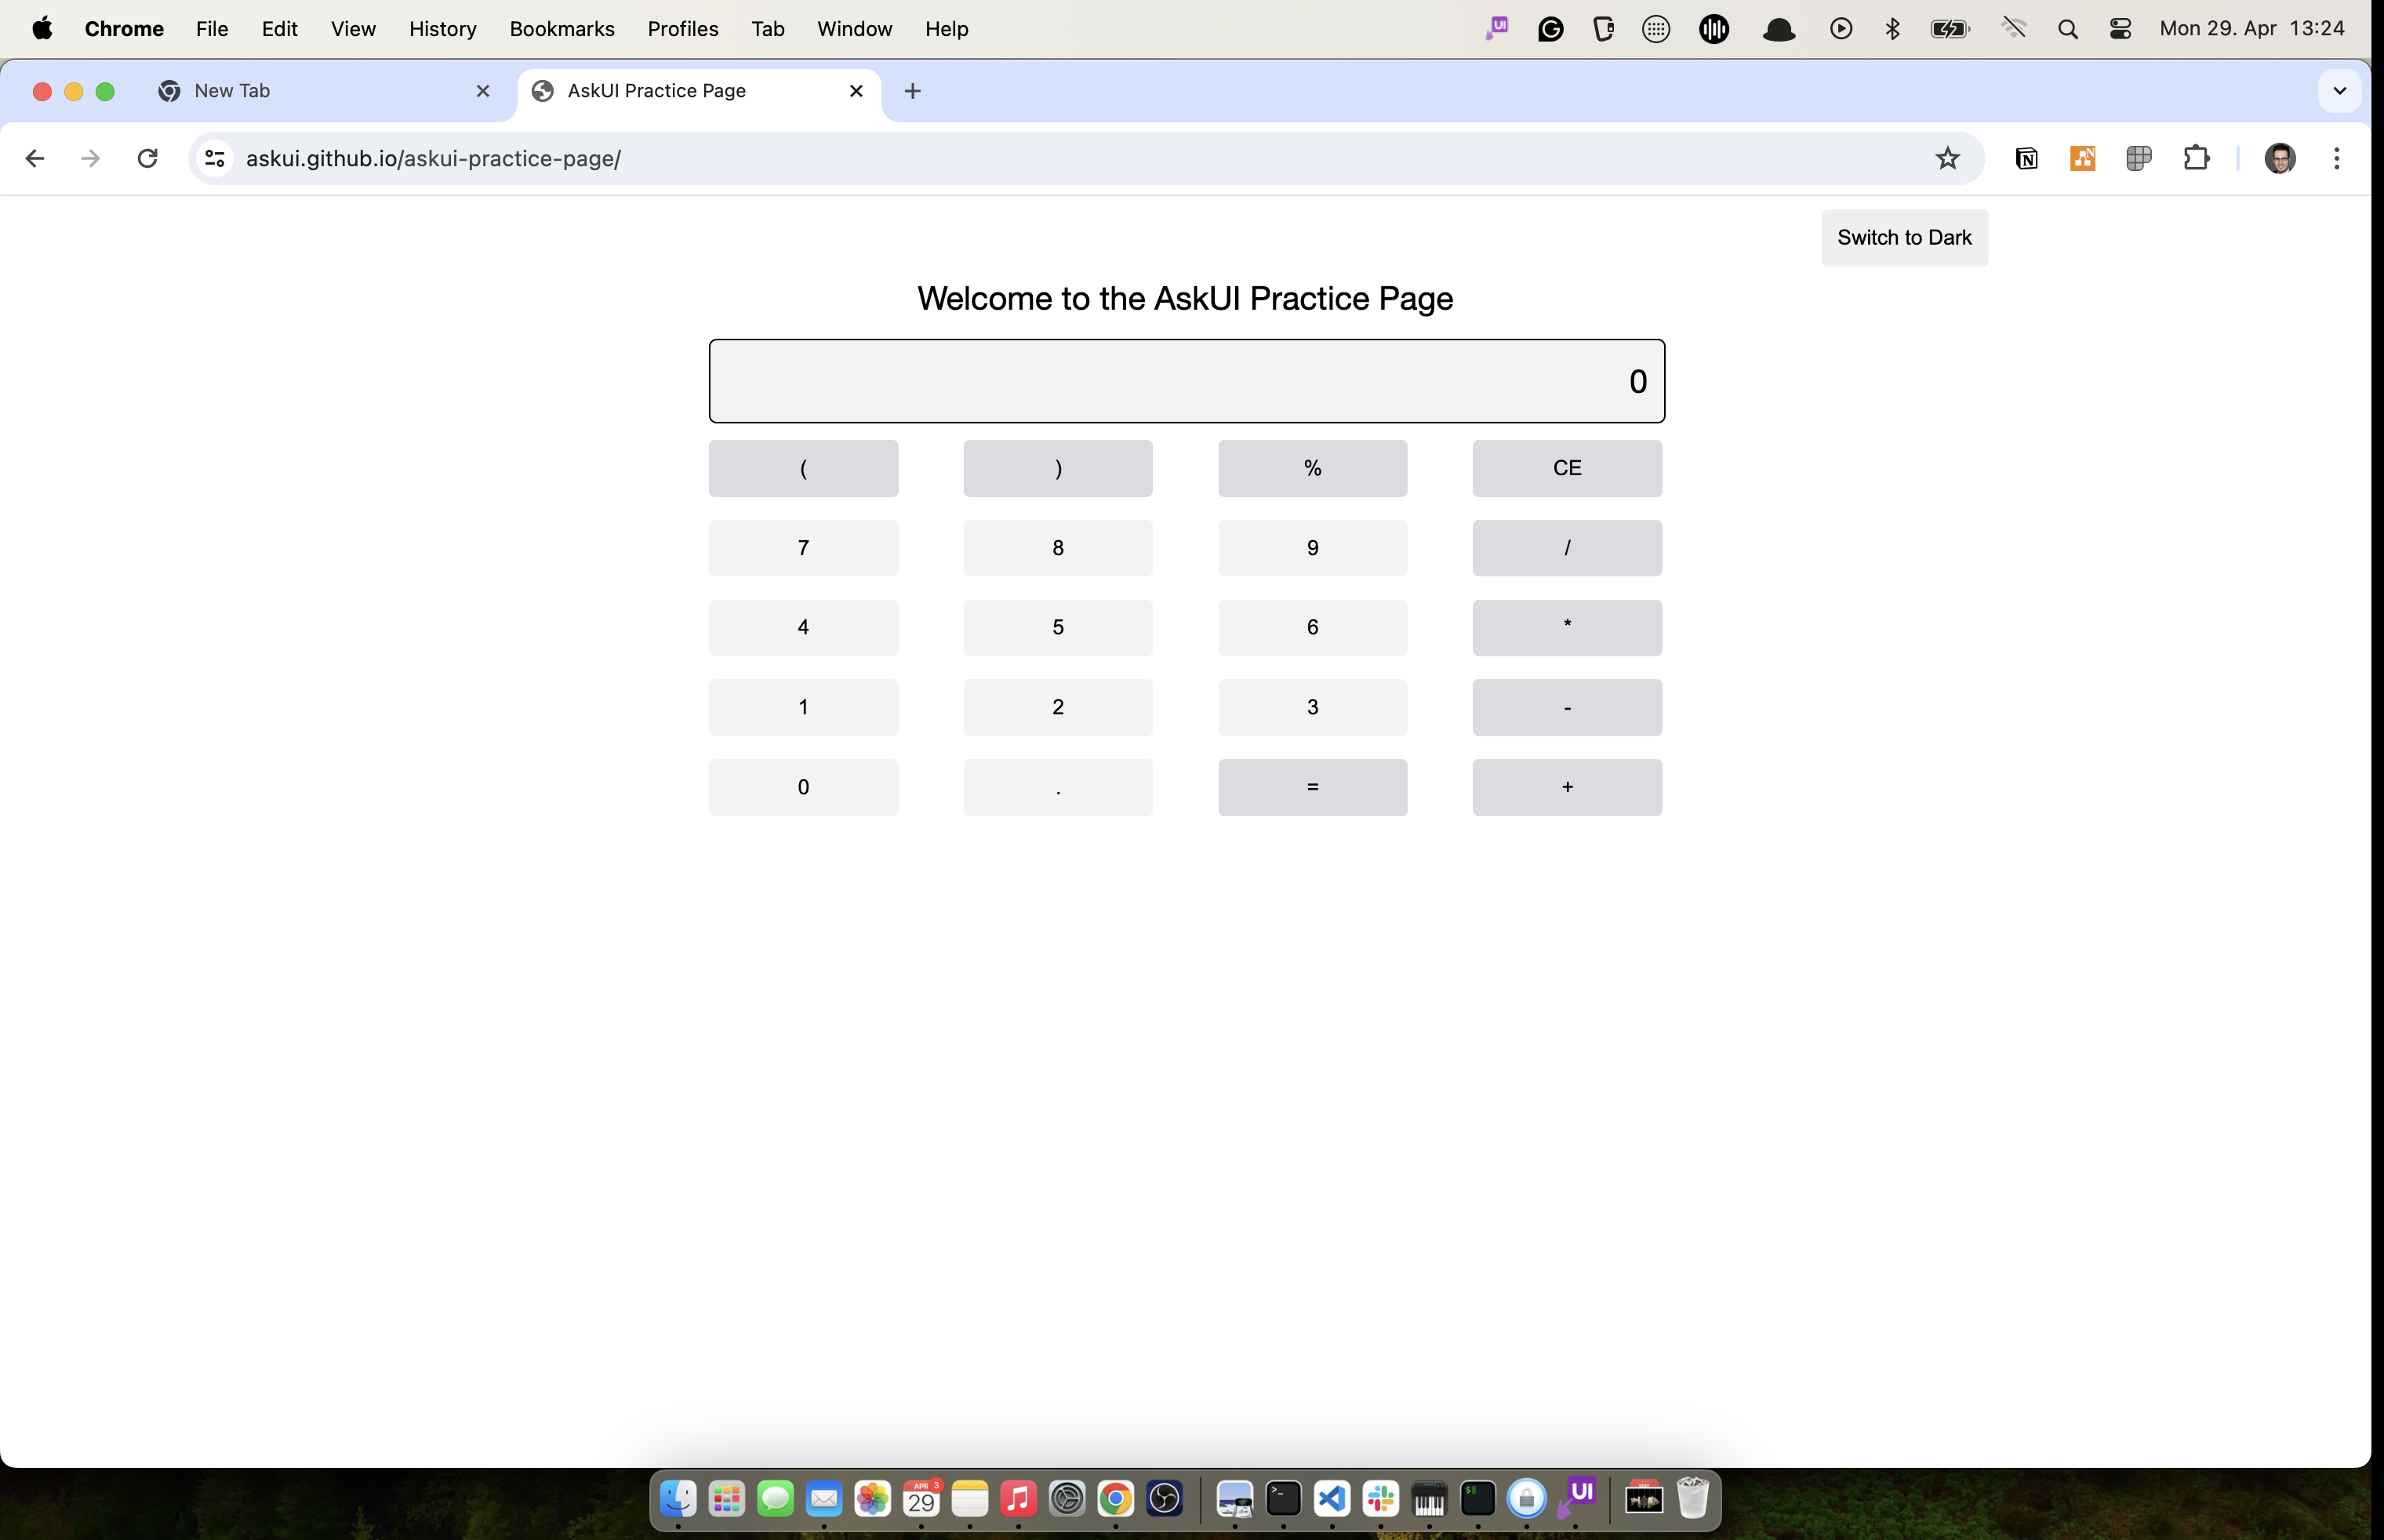 Chrome File Edit View History Bookmarks Profiles Tab Window Help UI Mon 29. Apr 13:24
New Tab AskUI Practice Page
askui.github.io/askui-practice-page/
Switch to Dark
Welcome to the AskUI Practice Page
0
( ) % CE
7 8 9 /
4 5 6 *
1 2 3 -
0 . = +
APR 3
29
UI